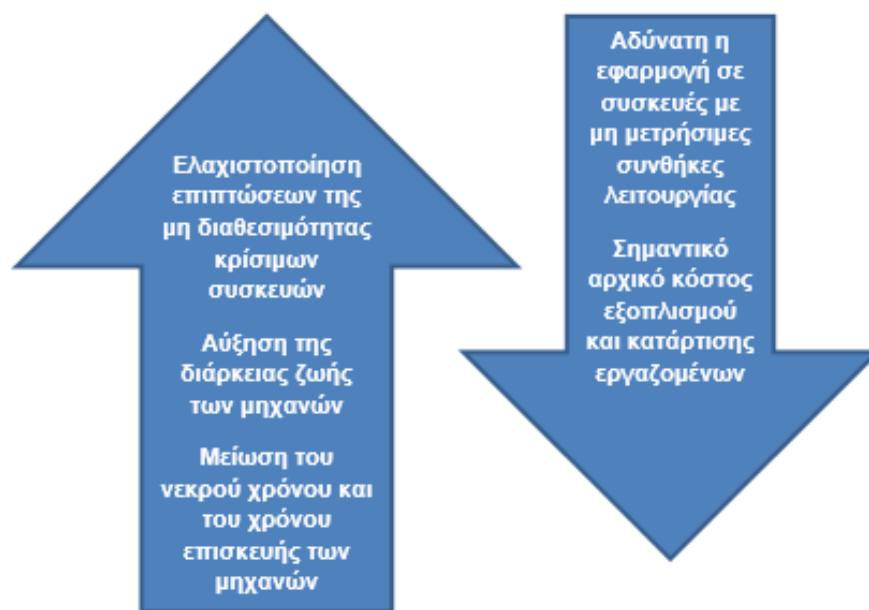 Ελαχιστοποίηση
επιπτώσεων της
μη διαθεσιμότητας
κρίσιμων
συσκευών
Αύξηση της
διάρκειας ζωής
των μηχανών
Μείωση του
νεκρού χρόνου και
του χρόνου
επισκευής των
μηχανών
Αδύνατη η
εφαρμογή σε
συσκευές με
μη μετρήσιμες
συνθήκες
λειτουργίας
Σημαντικό
αρχικό κόστος
εξοπλισμού
και κατάρτισης
εργαζομένων